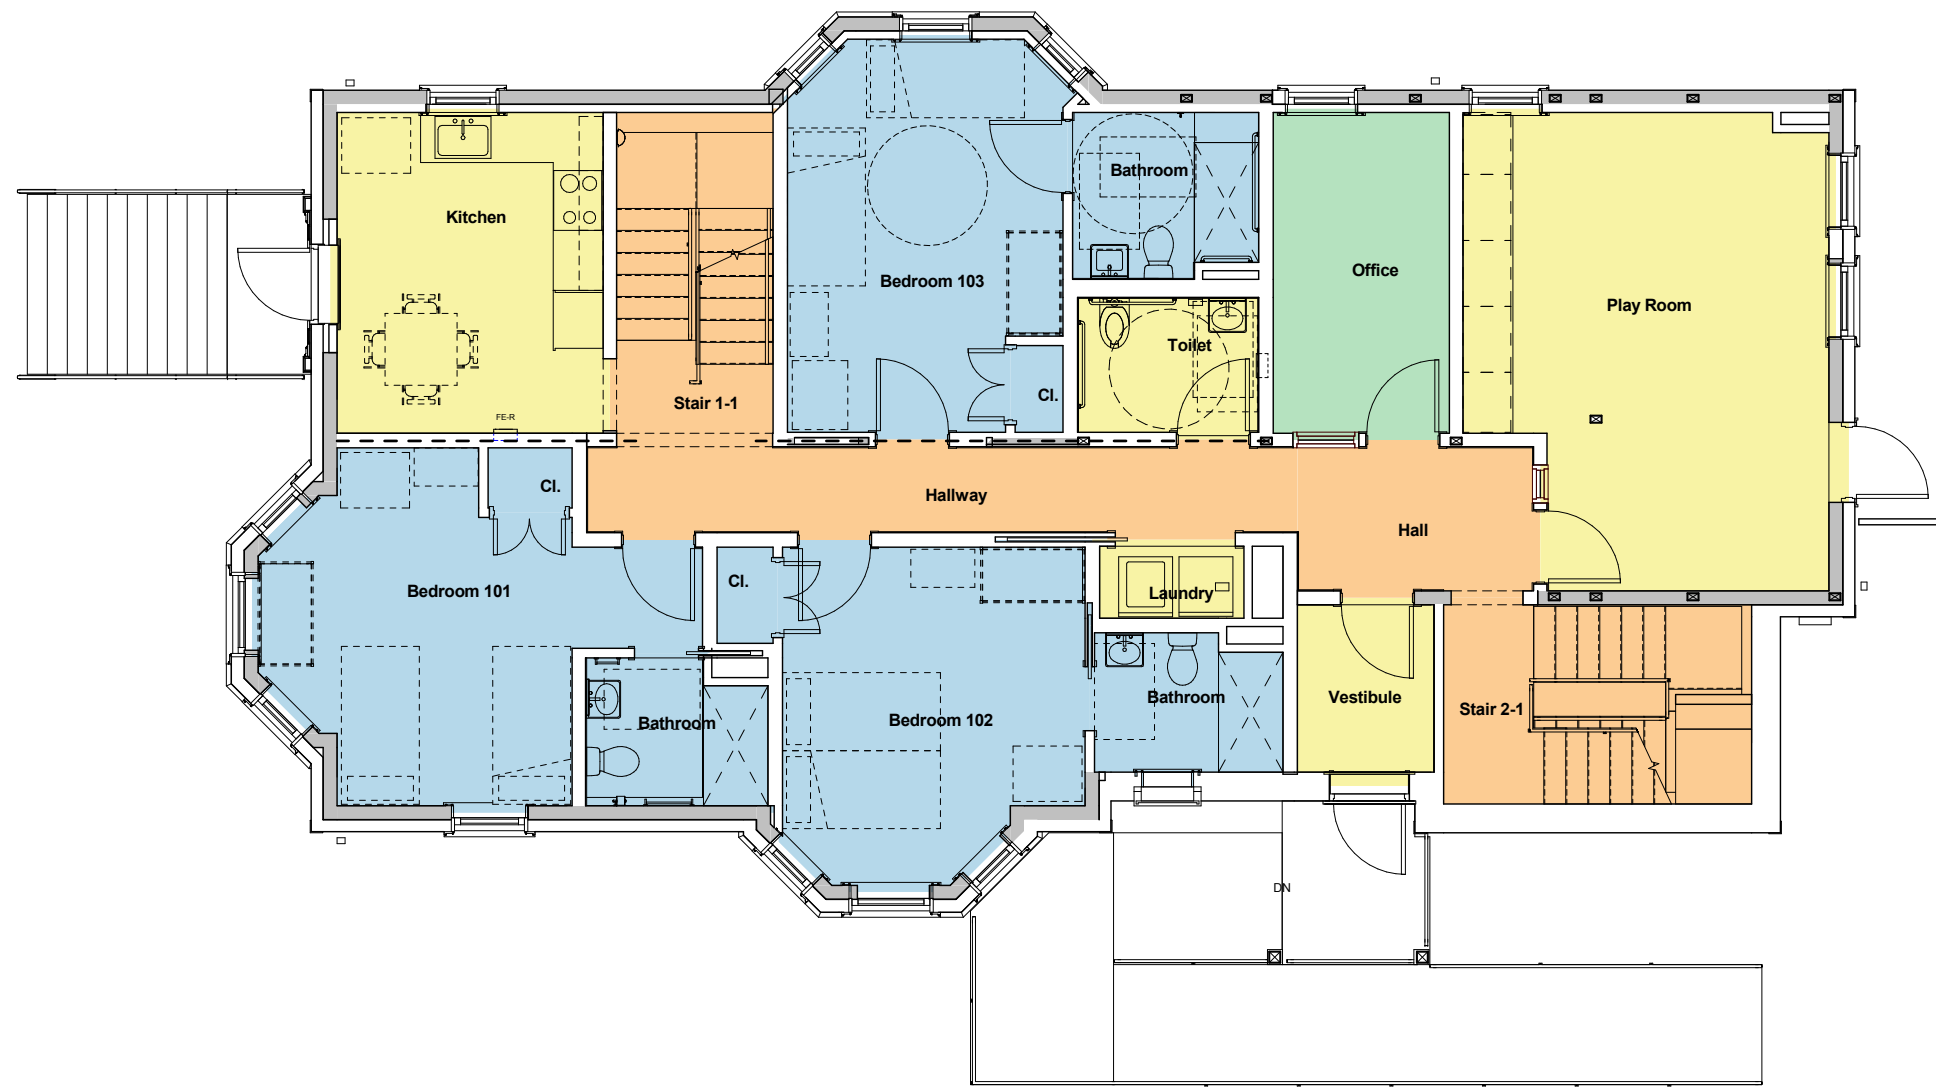 Kitchen
Bathroom
Bedroom 103
Office
Play Room
Toilet
Stair 1-1
Cl.
FE-R
Cl.
Hallway
Hall
Cl.
Bedroom 101
Laundry
Bathroom
Bedroom 102
Bathroom
Vestibule
Stair 2-1
DN